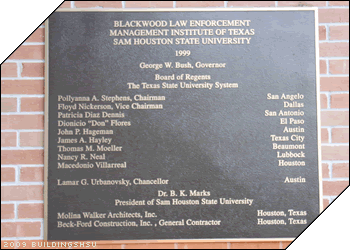 BLACKWOOD LAW ENFORCEMENT
MANAGEMENT INSTITUTE OF TEXAS
SAM HOUSTON STATE UNIVERSITY
1999
George W. Bush, Governor
Board of Regents
The Texas State University System
Pollyanna A. Stephens, Chairman San Angelo
Floyd Nickerson, Vice Chairman Dallas
Patricia Diaz Dennis San Antonio
Dionicio "Don" Flores El Paso
John P. Hageman Austin
James A. Hayley Texas City
Thomas M. Moeller Beaumont
Nancy R. Neal Lubbock
Macedonio Villarreal Houston
Lamar G. Urbanovsky, Chancellor Austin
Dr. B. K. Marks
President of Sam Houston State University
Molina Walker Architects, Inc. Houston, Texas
Beck-Ford Construction, Inc. , General Contractor Houston, Texas
2009 BUILDINGSHSU